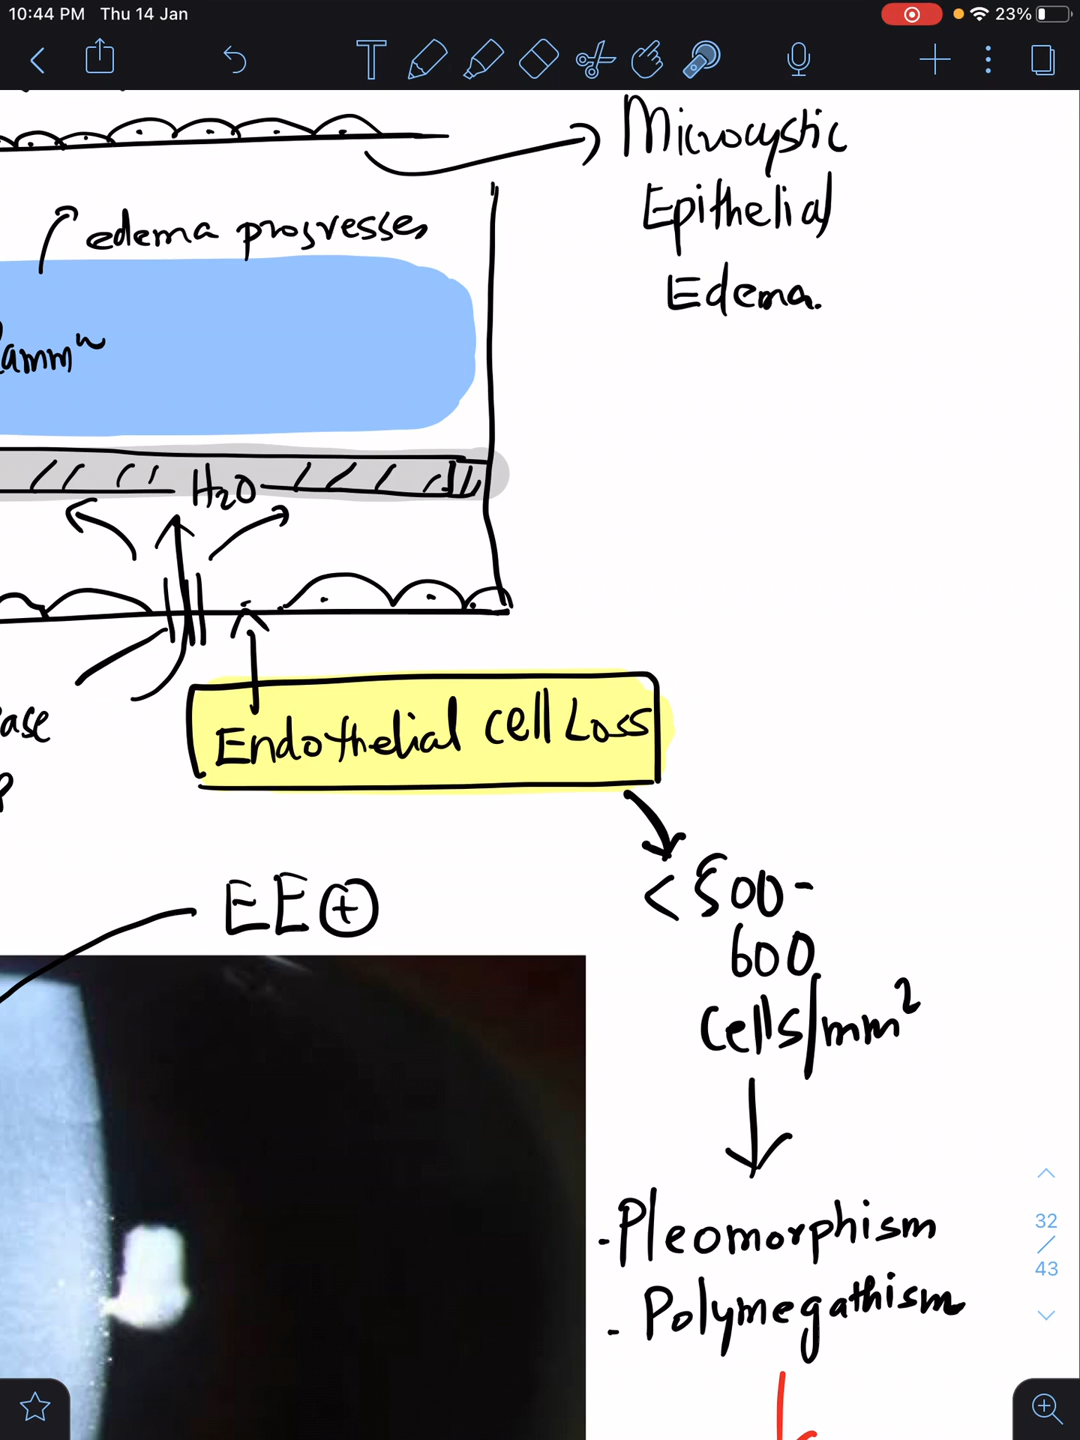 10:44 PM Thu 14 Jan
23%
Microcystic
Epithelial
Edema.
edema progresses
H2O
Endothelial cell Loss
EE⊕
<500-
600
Cells/mm²
-Pleomorphism
- Polymegathism
32
/
43